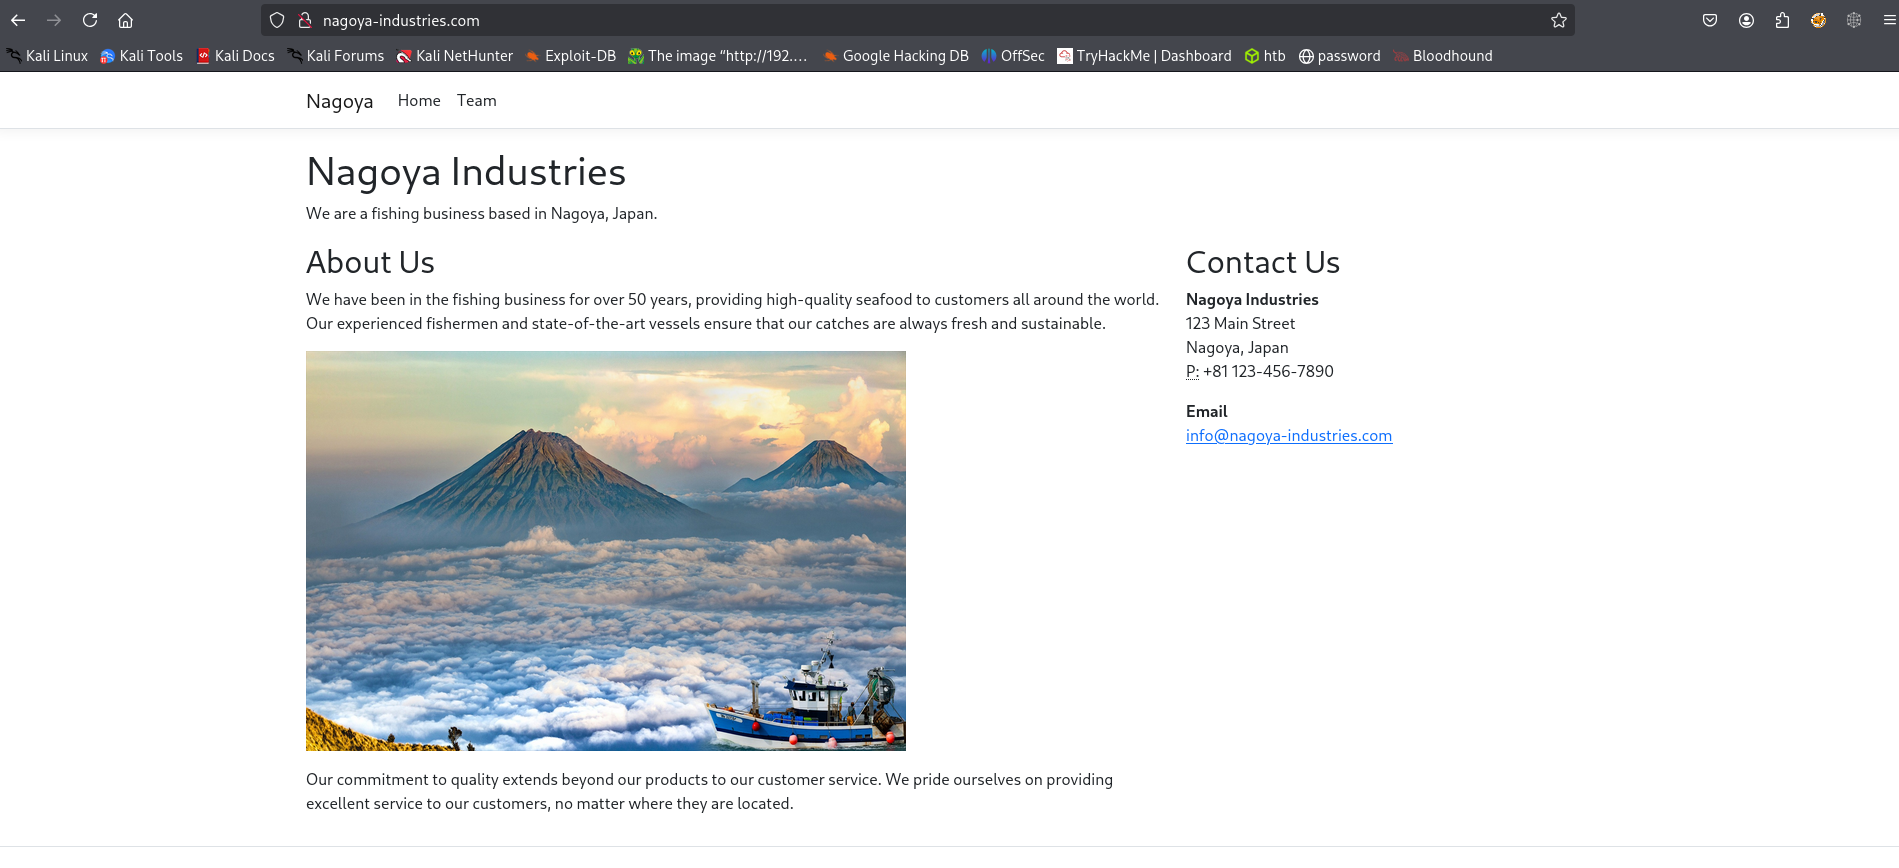 nagoya-industries.com
Kali Linux Kali Tools Kali Docs Kali Forums Kali NetHunter Exploit-DB The image “http://192.… Google Hacking DB OffSec TryHackMe | Dashboard htb password Bloodhound
Nagoya Home Team
Nagoya Industries
We are a fishing business based in Nagoya, Japan.
About Us
We have been in the fishing business for over 50 years, providing high-quality seafood to customers all around the world.
Our experienced fishermen and state-of-the-art vessels ensure that our catches are always fresh and sustainable.
Our commitment to quality extends beyond our products to our customer service. We pride ourselves on providing
excellent service to our customers, no matter where they are located.
Contact Us
Nagoya Industries
123 Main Street
Nagoya, Japan
P: +81 123-456-7890
Email
info@nagoya-industries.com